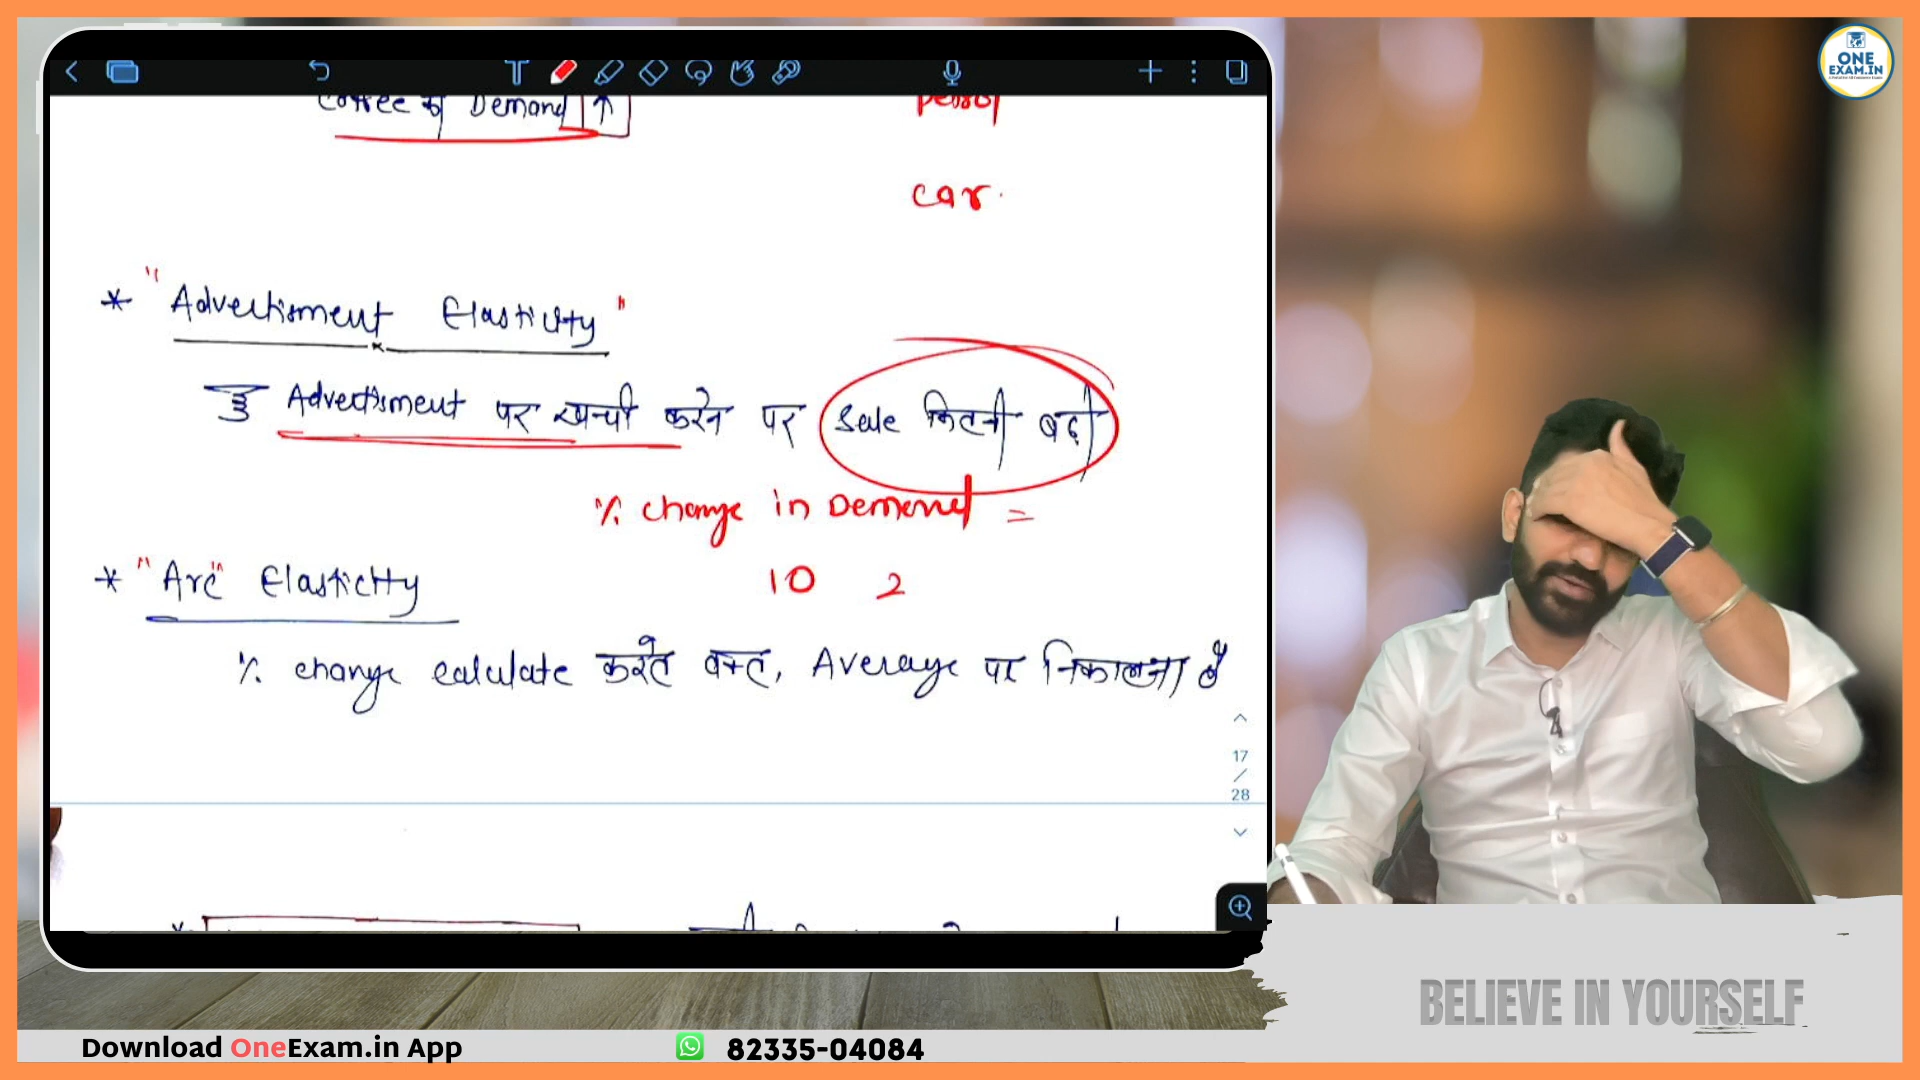 ONE
EXAM.IN
Coffee की Demand ↑
petrol
car.
* "Advertisment Elasticity"
Advertisment पर खर्चा करने पर Sale कितनी बढ़ी
% change in Demand =
* "Arc" Elasticity
10 2
% change calculate करते वक्त, Average पर निकालना है
17
/
28
BELIEVE IN YOURSELF
Download OneExam.in App
82335-04084